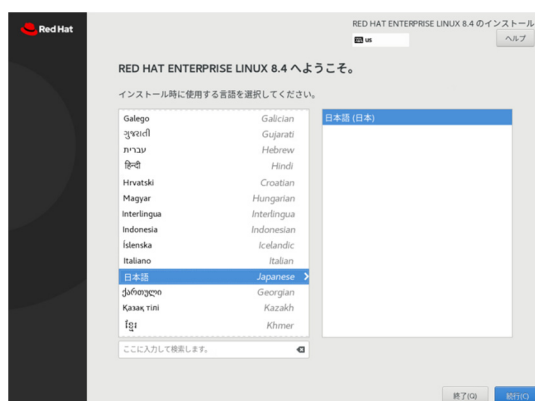 Red Hat
RED HAT ENTERPRISE LINUX 8.4 のインストール
us
ヘルプ
RED HAT ENTERPRISE LINUX 8.4 へようこそ。
インストール時に使用する言語を選択してください。
Galego Galician
ગુજરાતી Gujarati
עברית Hebrew
हिन्दी Hindi
Hrvatski Croatian
Magyar Hungarian
Interlingua Interlingua
Indonesia Indonesian
Íslenska Icelandic
Italiano Italian
日本語 Japanese
ქართული Georgian
Қазақ тілі Kazakh
ខ្មែរ Khmer
日本語 (日本)
ここに入力して検索します。
終了(Q)
続行(C)